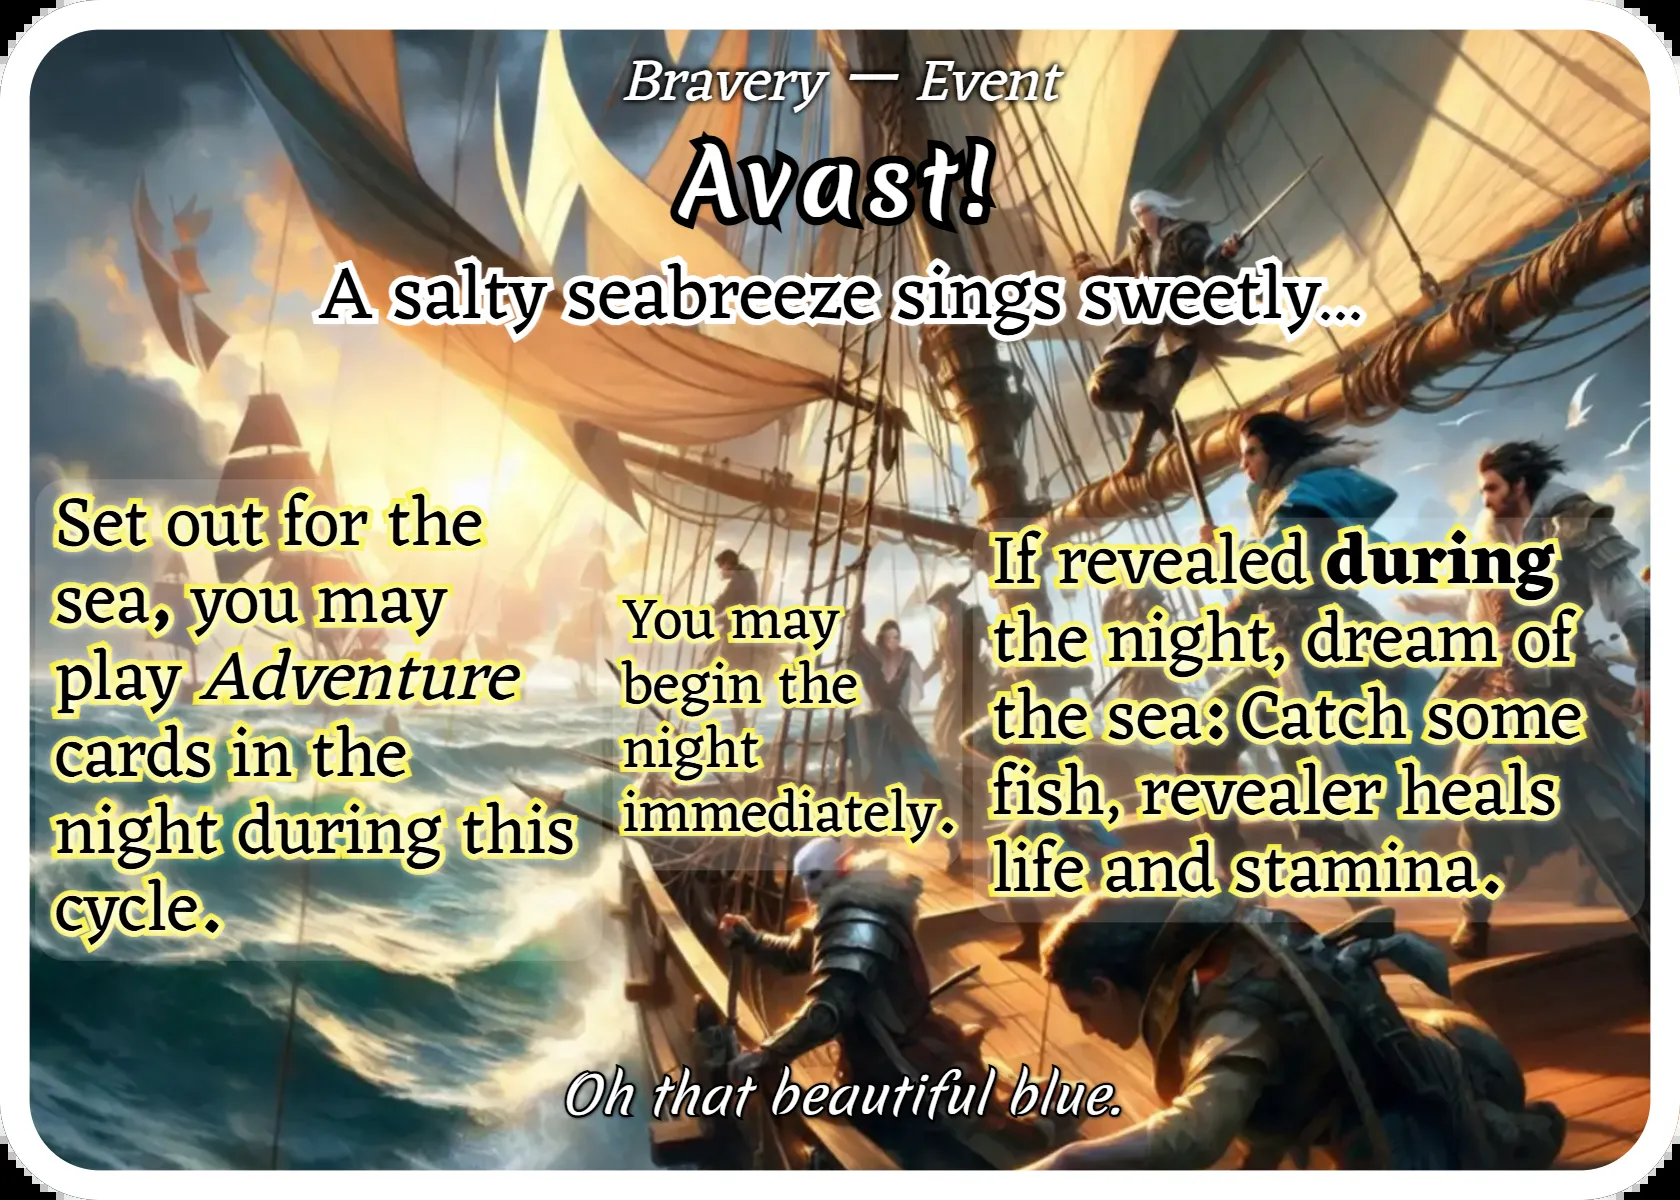 Bravery — Event
Avast!
A salty seabreeze sings sweetly...
Set out for the
sea, you may
play Adventure
cards in the
night during this
cycle.
You may
begin the
night
immediately.
If revealed during
the night, dream of
the sea: Catch some
fish, revealer heals
life and stamina.
Oh that beautiful blue.